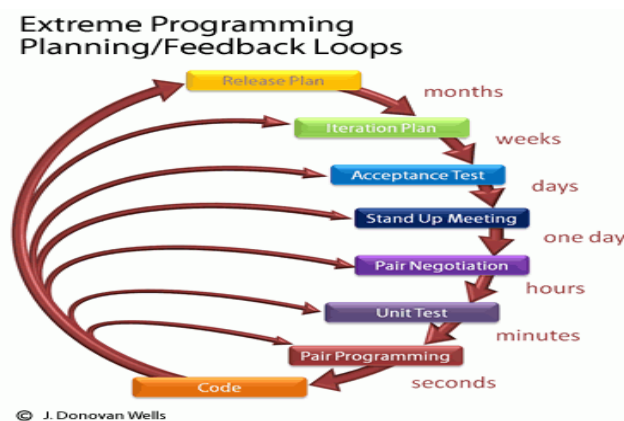 Extreme Programming
Planning/Feedback Loops
Release Plan
months
Iteration Plan
weeks
Acceptance Test
days
Stand Up Meeting
one day
Pair Negotiation
hours
Unit Test
minutes
Pair Programming
seconds
Code
© J. Donovan Wells